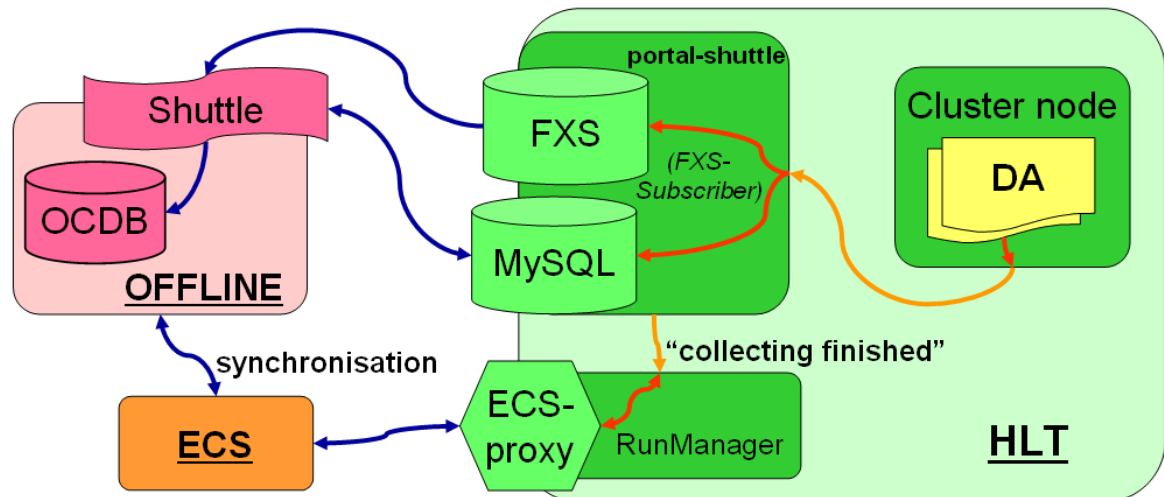 portal-shuttle
Shuttle
FXS
Cluster node
DA
(FXS-
Subscriber)
OCDB
MySQL
OFFLINE
synchronisation
“collecting finished”
ECS-
proxy
ECS
RunManager
HLT